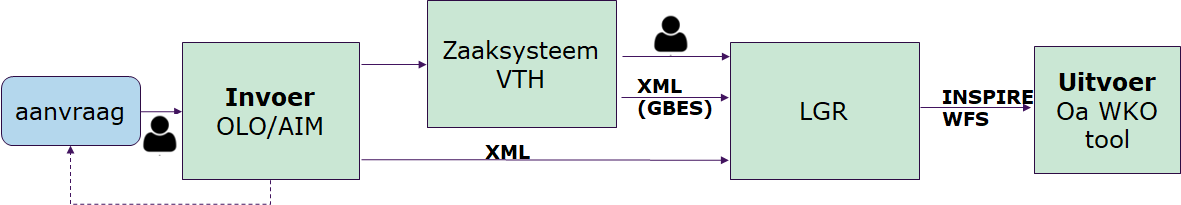 aanvraag
Invoer
OLO/AIM
Zaaksysteem
VTH
XML
(GBES)
XML
LGR
INSPIRE
WFS
Uitvoer
Oa WKO
tool